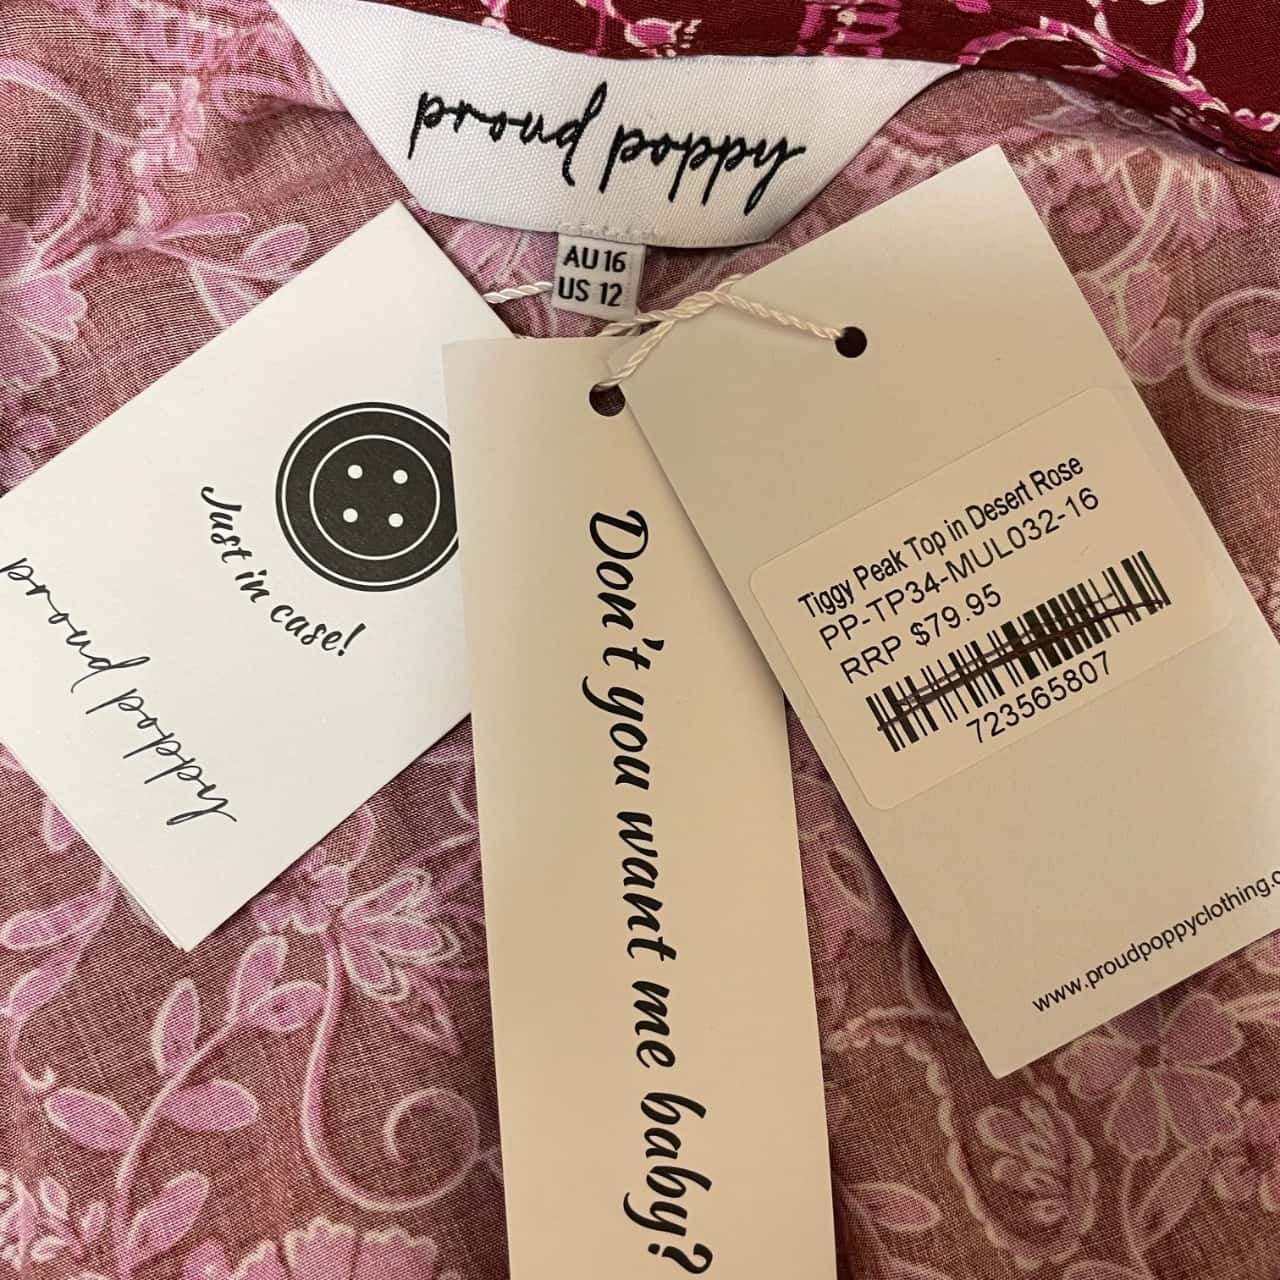 proud poppy
AU 16
US 12
Just in case!
proud poppy
Don't you want me baby?
Tiggy Peak Top in Desert Rose
PP-TP34-MUL032-16
RRP $79.95
723565807
www.proudpoppyclothing.c